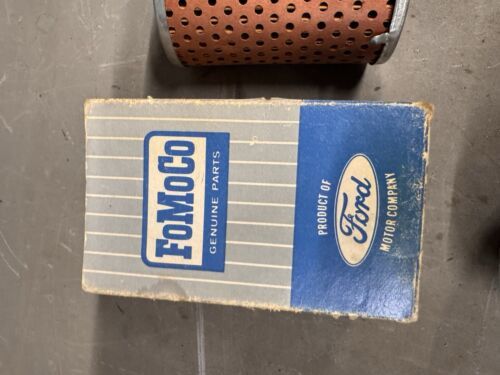 FoMoCo
GENUINE PARTS
PRODUCT OF
Ford
MOTOR COMPANY